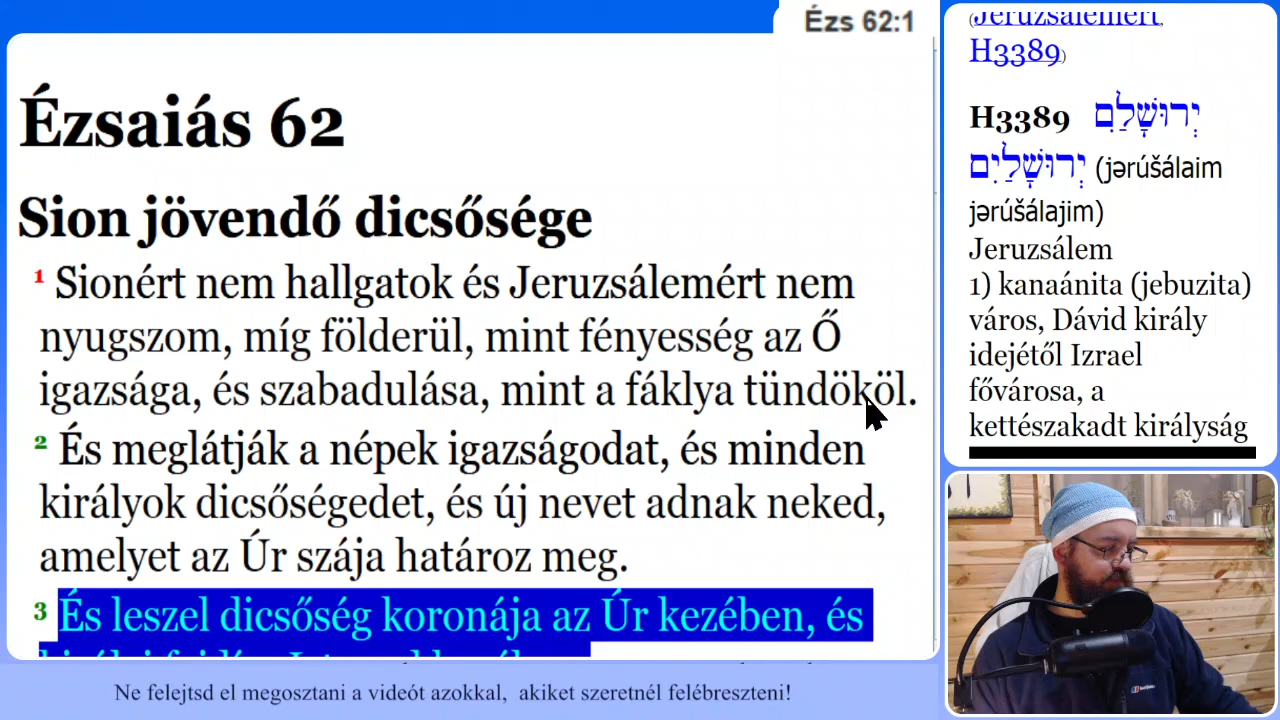 Ézs 62:1
Ézsaiás 62
Sion jövendő dicsősége
1 Sionért nem hallgatok és Jeruzsálemért nem
nyugszom, míg földerül, mint fényesség az Ő
igazsága, és szabadulása, mint a fáklya tündököl.
2 És meglátják a népek igazságodat, és minden
királyok dicsőségedet, és új nevet adnak neked,
amelyet az Úr szája határoz meg.
3 És leszel dicsőség koronája az Úr kezében, és
Ne felejtsd el megosztani a videót azokkal, akiket szeretnél felébreszteni!
(Jeruzsálemért,
H3389)
H3389 יְרוּשָׁלַ‍ִם
יְרוּשָׁלַיִם (jərúšálaim
jərúšálajim)
Jeruzsálem
1) kanaánita (jebuzita)
város, Dávid király
idejétől Izrael
fővárosa, a
kettészakadt királyság